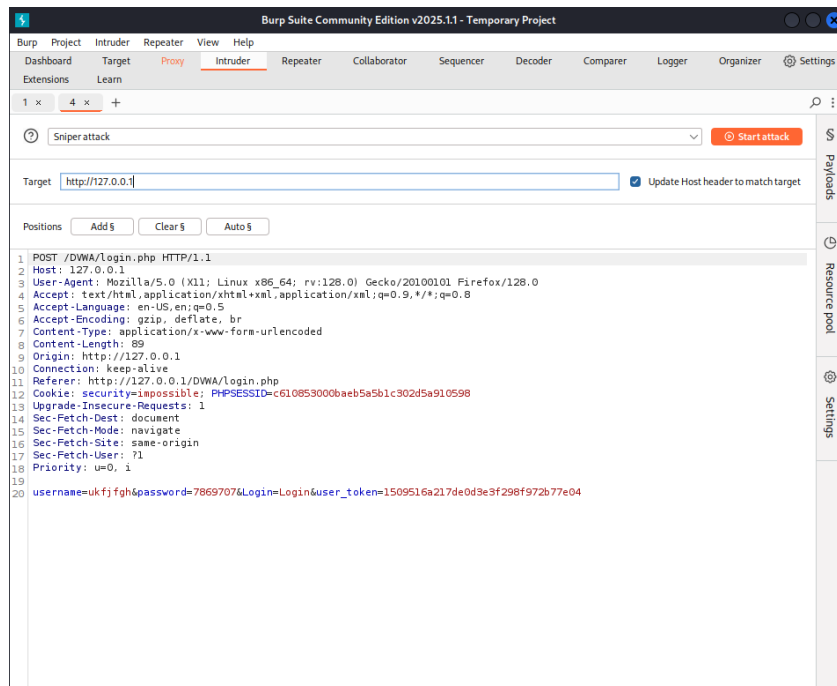 Burp Suite Community Edition v2025.1.1 - Temporary Project
Burp Project Intruder Repeater View Help
Dashboard Target Proxy Intruder Repeater Collaborator Sequencer Decoder Comparer Logger Organizer Settings
Extensions Learn
1 × 4 × +
Sniper attack Start attack
Target http://127.0.0.1 Update Host header to match target
Positions Add § Clear § Auto §
1 POST /DVWA/login.php HTTP/1.1
2 Host: 127.0.0.1
3 User-Agent: Mozilla/5.0 (X11; Linux x86_64; rv:128.0) Gecko/20100101 Firefox/128.0
4 Accept: text/html,application/xhtml+xml,application/xml;q=0.9,*/*;q=0.8
5 Accept-Language: en-US,en;q=0.5
6 Accept-Encoding: gzip, deflate, br
7 Content-Type: application/x-www-form-urlencoded
8 Content-Length: 89
9 Origin: http://127.0.0.1
10 Connection: keep-alive
11 Referer: http://127.0.0.1/DVWA/login.php
12 Cookie: security=impossible; PHPSESSID=c610853000baeb5a5b1c302d5a910598
13 Upgrade-Insecure-Requests: 1
14 Sec-Fetch-Dest: document
15 Sec-Fetch-Mode: navigate
16 Sec-Fetch-Site: same-origin
17 Sec-Fetch-User: ?1
18 Priority: u=0, i
19
20 username=ukfjfgh&password=7869707&Login=Login&user_token=1509516a217de0d3e3f298f972b77e04
§ Payloads
Resource pool
Settings